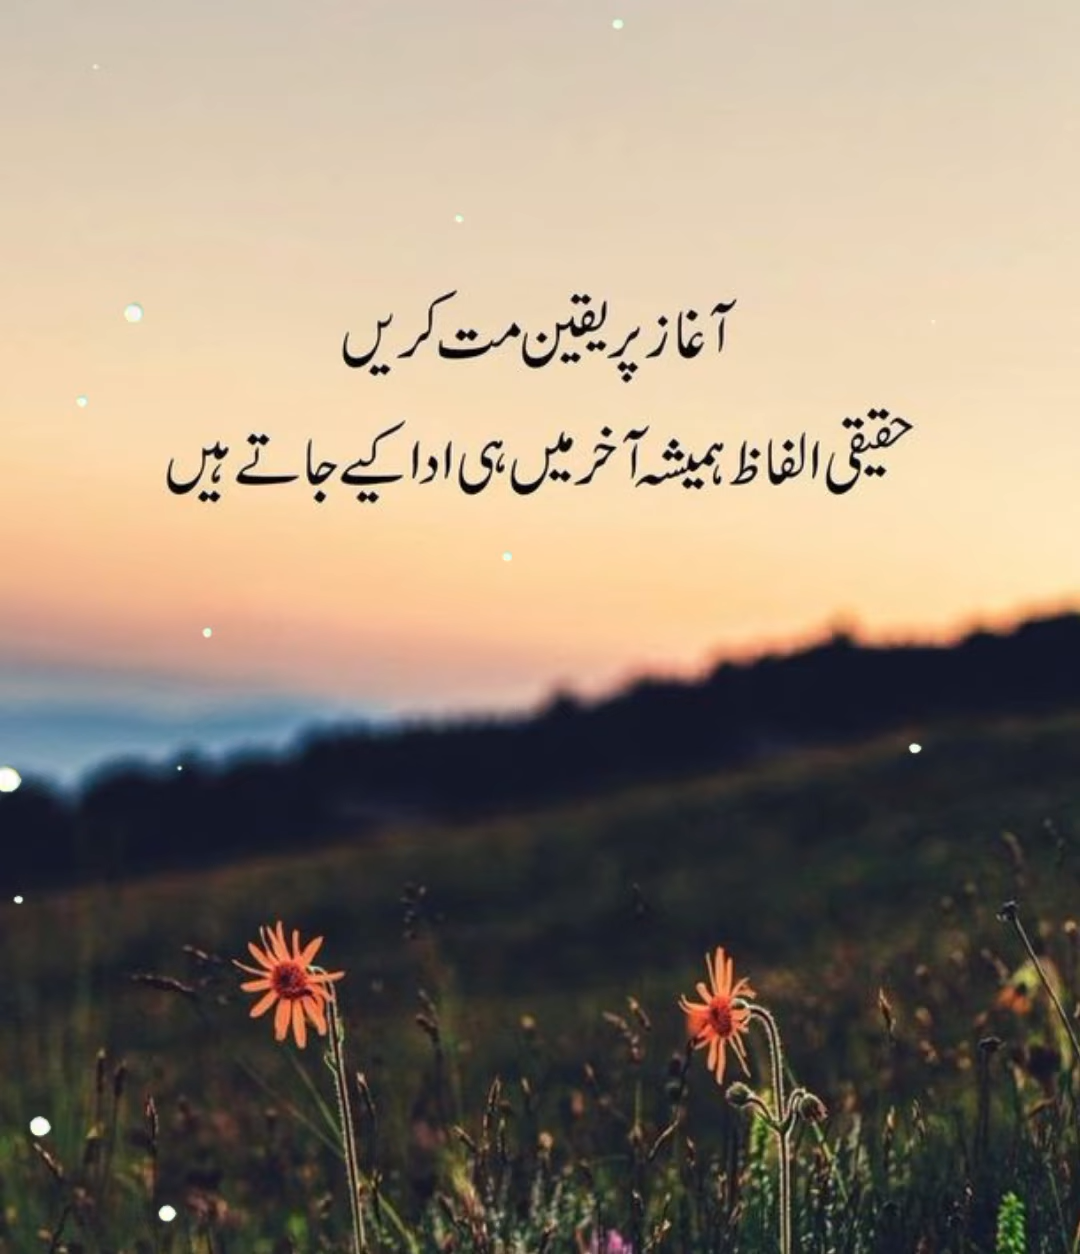 آغاز پر یقین مت کریں
حقیقی الفاظ ہمیشہ آخر میں ہی ادا کیے جاتے ہیں